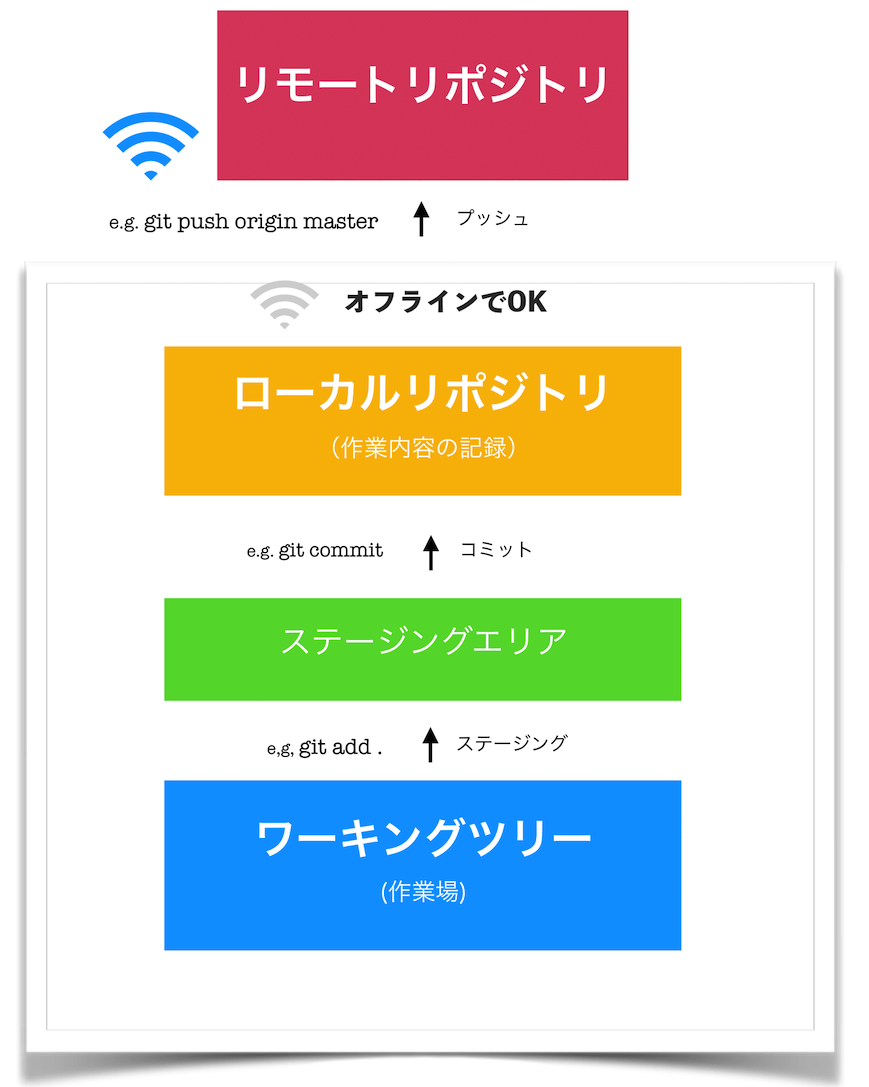 リモートリポジトリ
e.g. git push origin master
プッシュ
オフラインでOK
ローカルリポジトリ
（作業内容の記録）
e.g. git commit
コミット
ステージングエリア
e,g, git add .
ステージング
ワーキングツリー
(作業場)